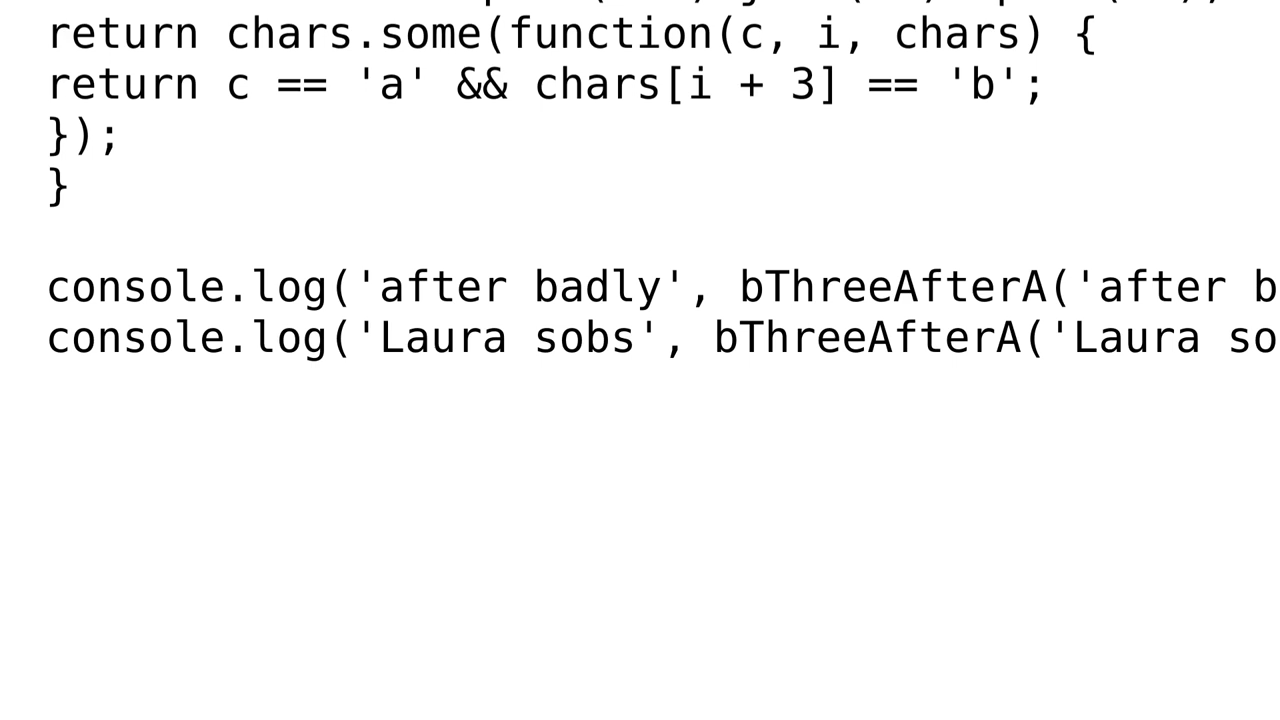 return chars.some(function(c, i, chars) {
return c == 'a' && chars[i + 3] == 'b';
});
}
console.log('after badly', bThreeAfterA('after b
console.log('Laura sobs', bThreeAfterA('Laura so